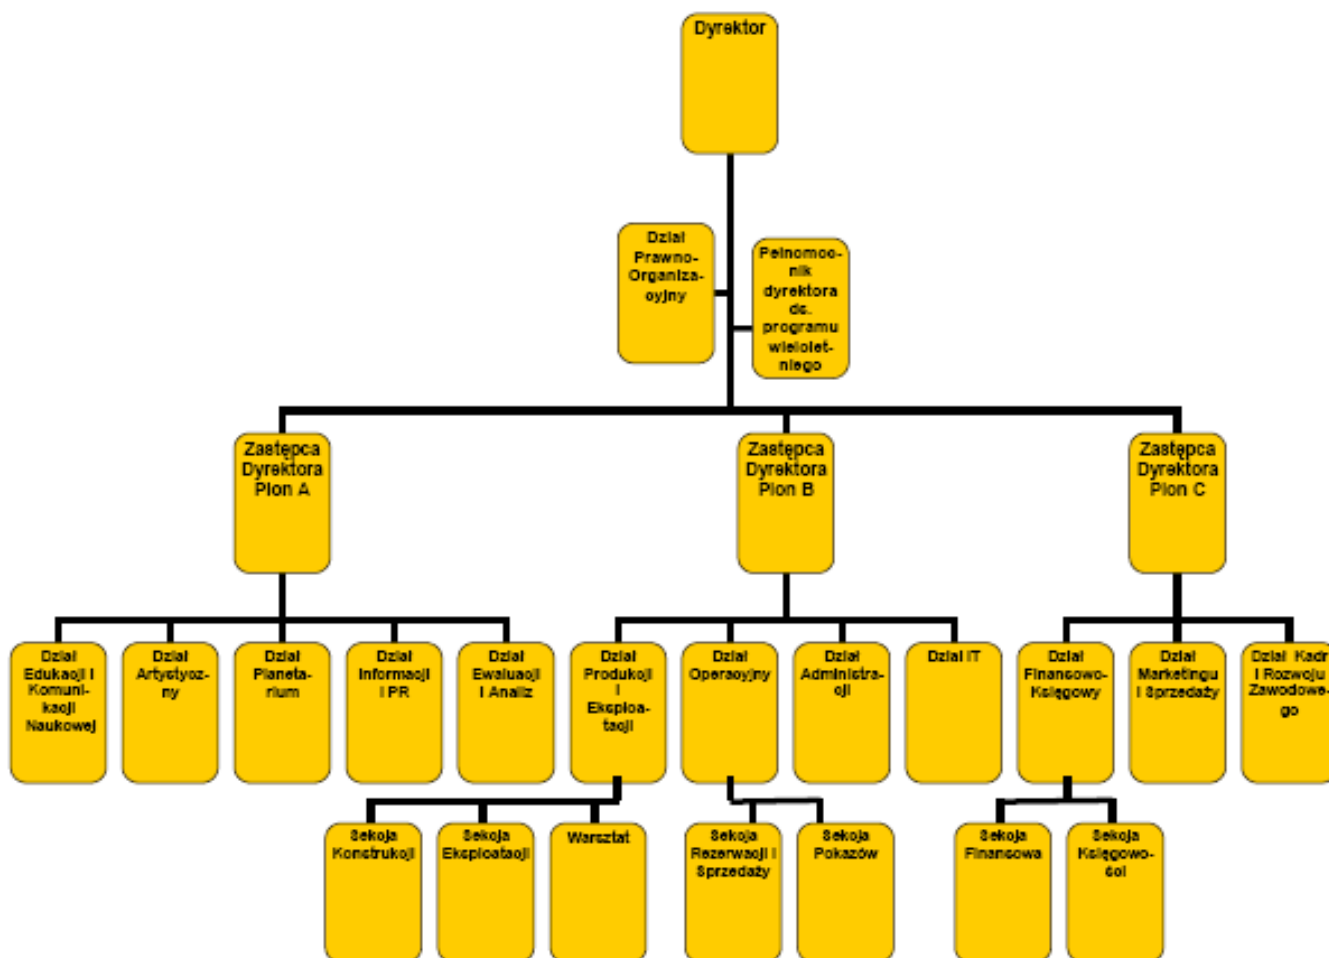 Dyrektor
Dział
Prawno-
Organiza-
cyjny
Pełnomoc-
nik
dyrektora
ds.
programu
wielolet-
niego
Zastępca
Dyrektora
Pion A
Zastępca
Dyrektora
Pion B
Zastępca
Dyrektora
Pion C
Dział
Edukacji i
Komuni-
kacji
Naukowej
Dział
Artystycz-
ny
Dział
Planeta-
rium
Dział
Informacji
i PR
Dział
Ewaluacji
i Analiz
Dział
Produkcji
i
Eksploa-
tacji
Dział
Operacyjny
Dział
Administra-
cji
Dział IT
Dział
Finansowo-
Księgowy
Dział
Marketingu
i Sprzedaży
Dział Kadr
i Rozwoju
Zawodowe-
go
Sekcja
Konstrukcji
Sekcja
Eksploatacji
Warsztat
Sekcja
Rezerwacji i
Sprzedaży
Sekcja
Pokazów
Sekcja
Finansowa
Sekcja
Księgowo-
ści